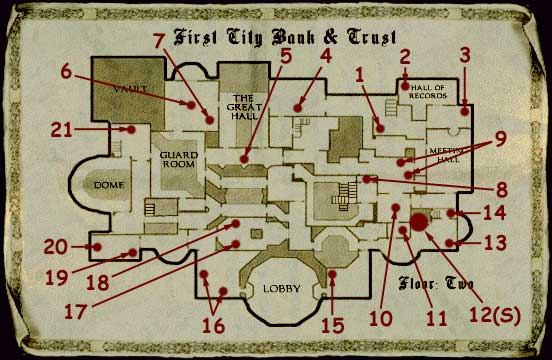 First City Bank & Trust
7
5
4
2
3
6
1
VAULT
HALL
OF
RECORDS
THE
GREAT
HALL
21
9
GUARD
ROOM
MEETING
HALL
DOME
8
14
20
13
19
18
10
17
LOBBY
Floor: Two
16
15
11
12(S)